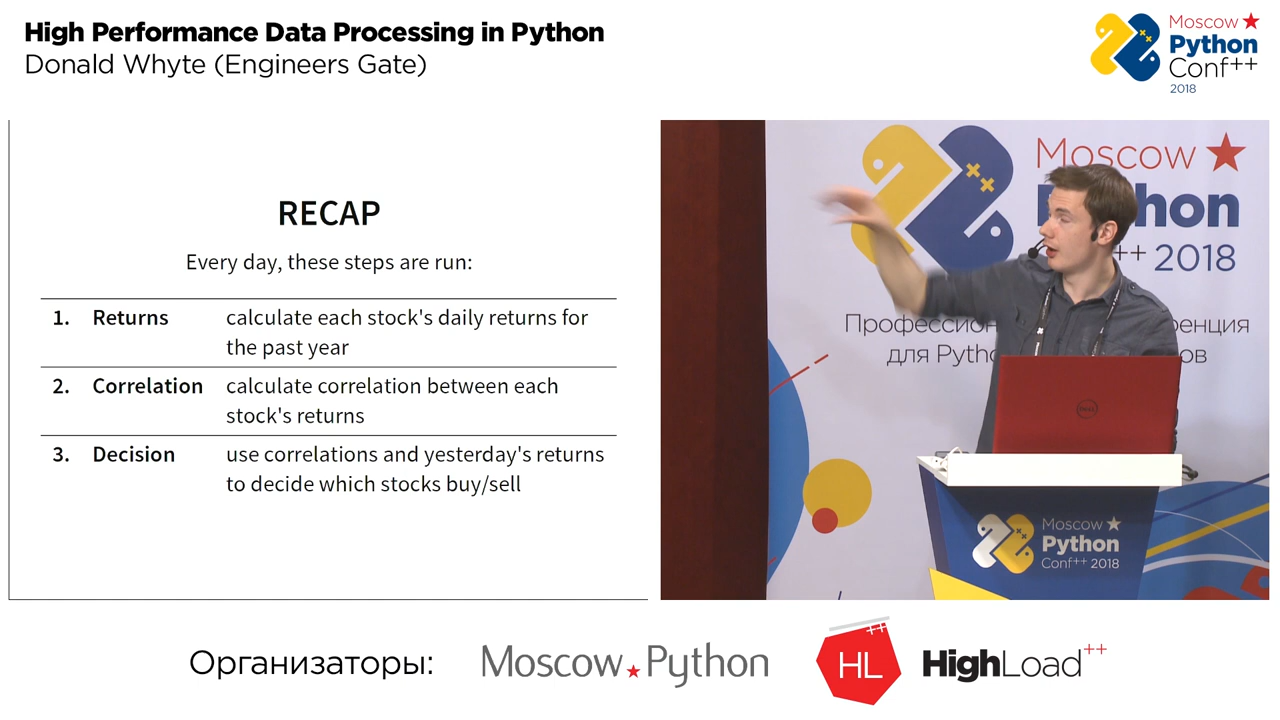 High Performance Data Processing in Python
Donald Whyte (Engineers Gate)
Moscow
Python
Conf++
2018
RECAP
Every day, these steps are run:
1. Returns calculate each stock's daily returns for
the past year
2. Correlation calculate correlation between each
stock's returns
3. Decision use correlations and yesterday's returns
to decide which stocks buy/sell
Moscow
hon
++ 2018
для
ов
DELL
Moscow
Python
Conf++ 2018
Организаторы:
Moscow Python
HL++
HighLoad++